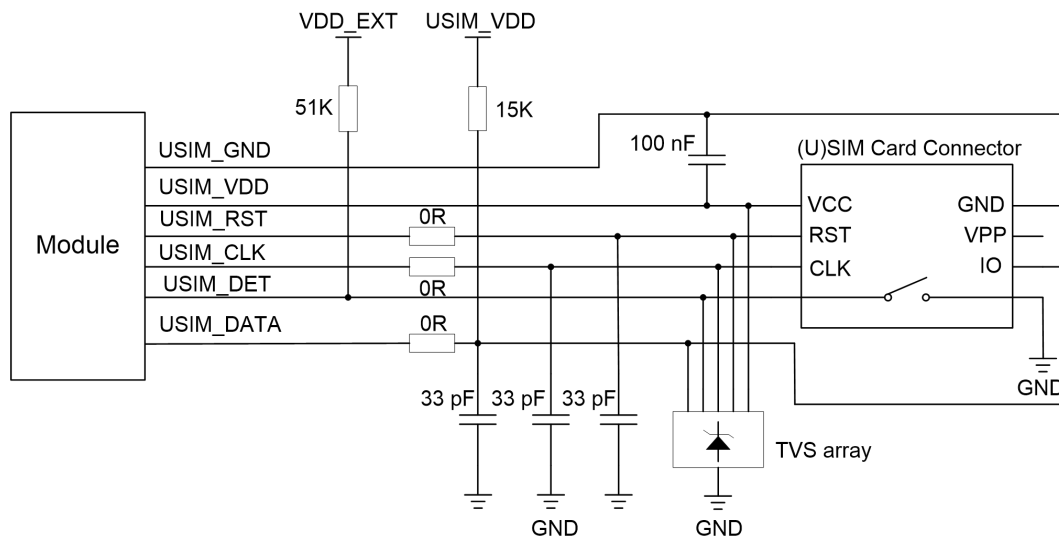 VDD_EXT
USIM_VDD
51K
15K
100 nF
(U)SIM Card Connector
Module
USIM_GND
USIM_VDD
USIM_RST
0R
USIM_CLK
0R
USIM_DET
USIM_DATA
0R
VCC
RST
CLK
GND
VPP
IO
GND
33 pF
33 pF
33 pF
TVS array
GND
GND